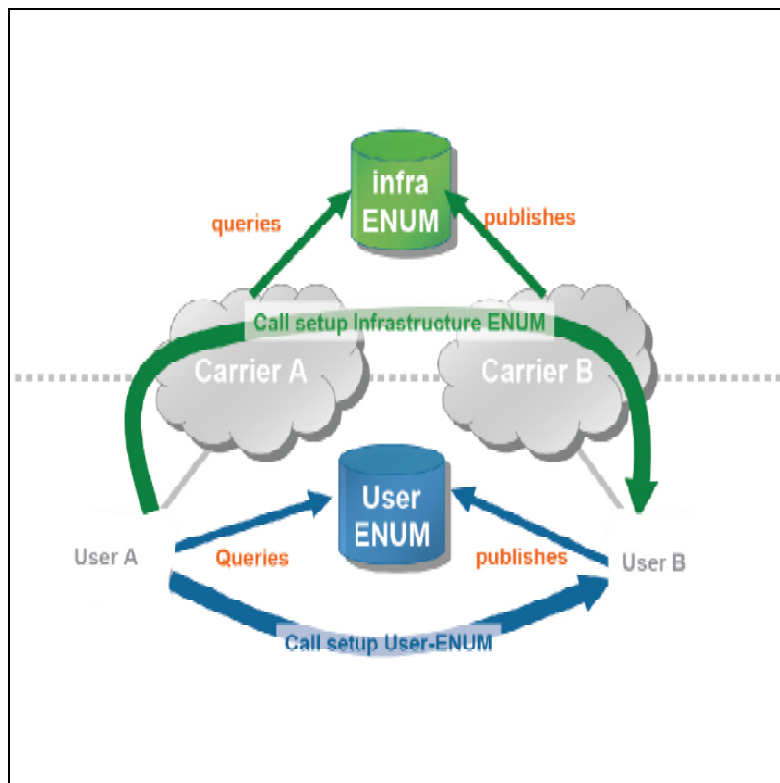 infra
ENUM
queries
publishes
Call setup Infrastructure ENUM
Carrier A
Carrier B
User
ENUM
User A
Queries
publishes
User B
Call setup User-ENUM